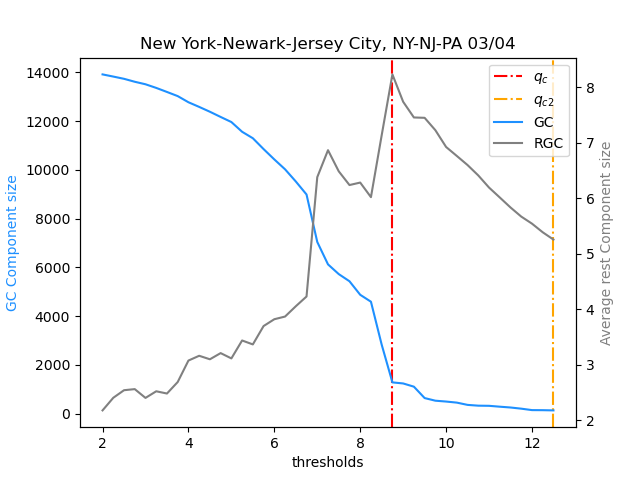 New York-Newark-Jersey City, NY-NJ-PA 03/04
GC Component size
14000
12000
10000
8000
6000
4000
2000
0
q_c
q_c2
GC
RGC
8
7
6
5
4
3
2
Average rest Component size
2 4 6 8 10 12
thresholds